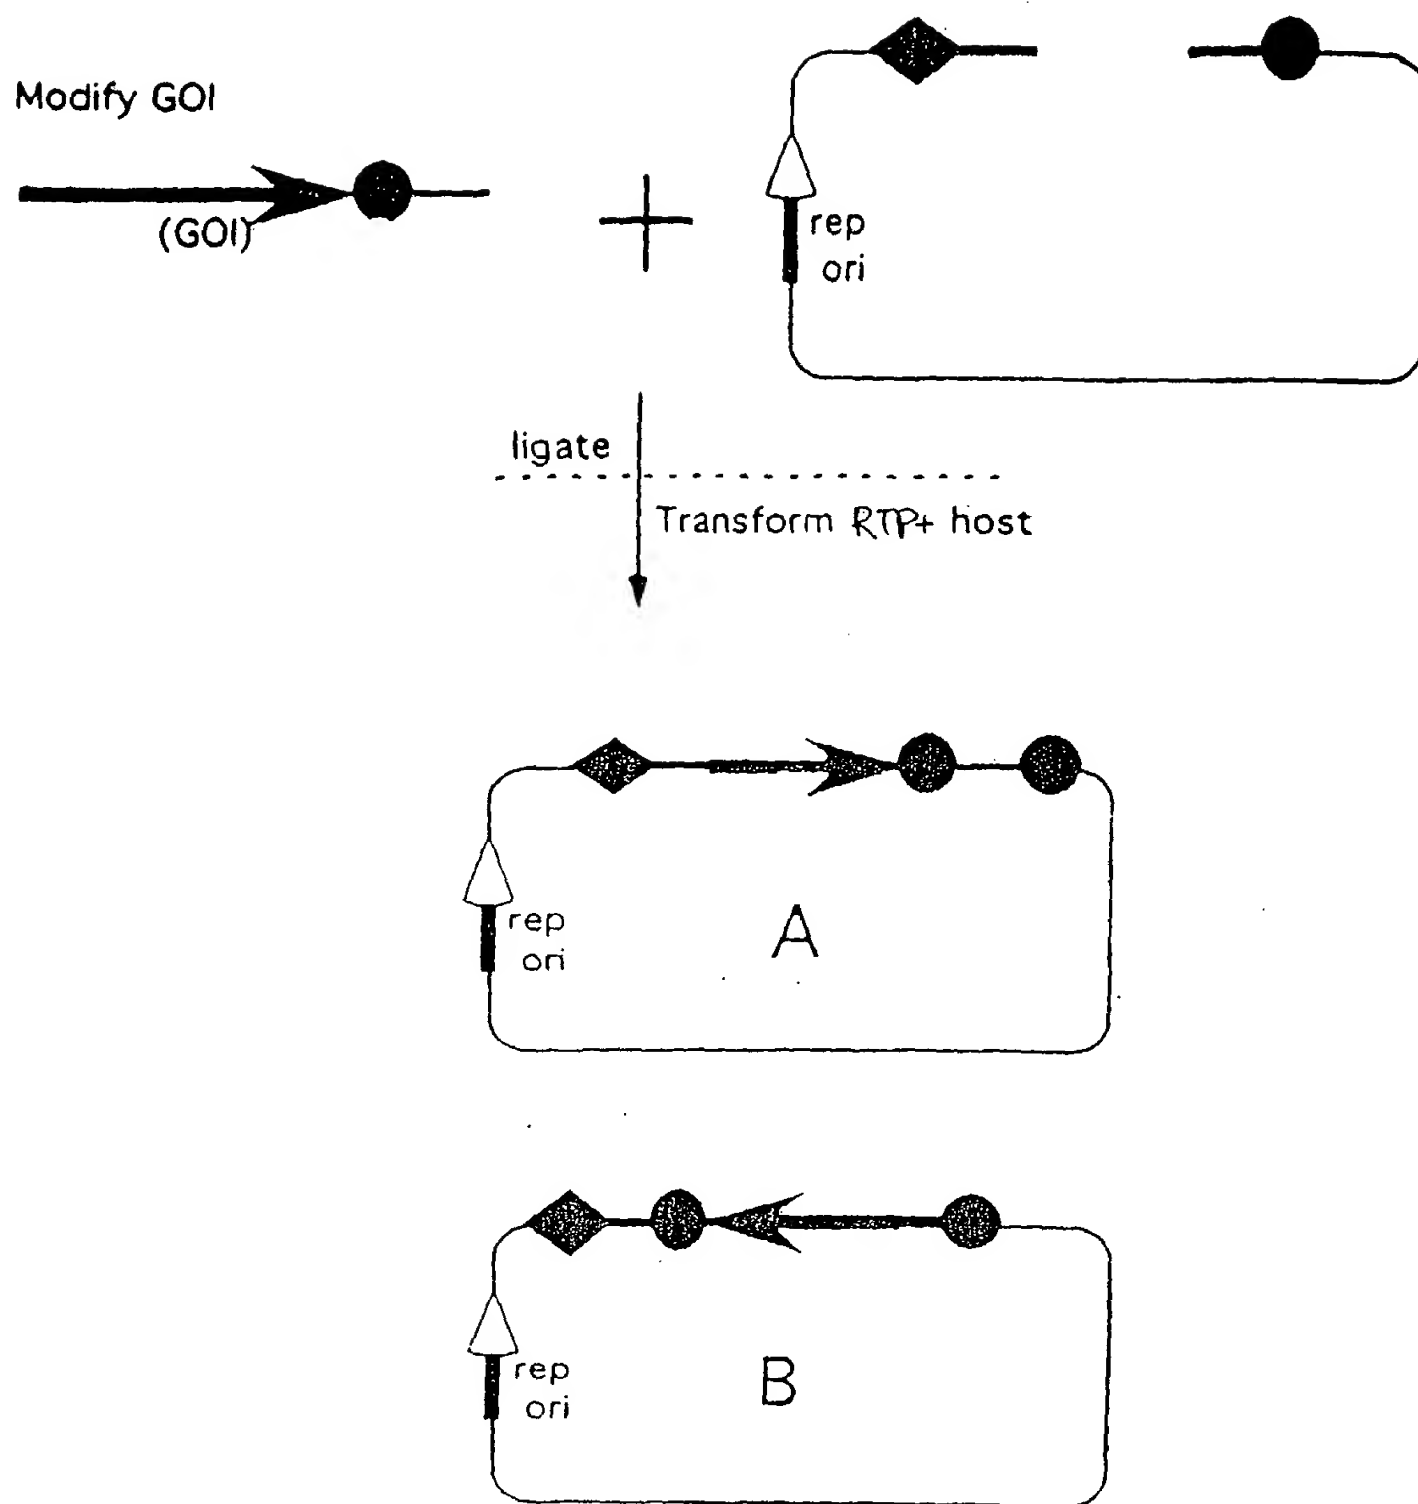 Modify GOI
(GOI)
rep
ori
ligate
Transform RTP+ host
rep
ori
A
rep
ori
B